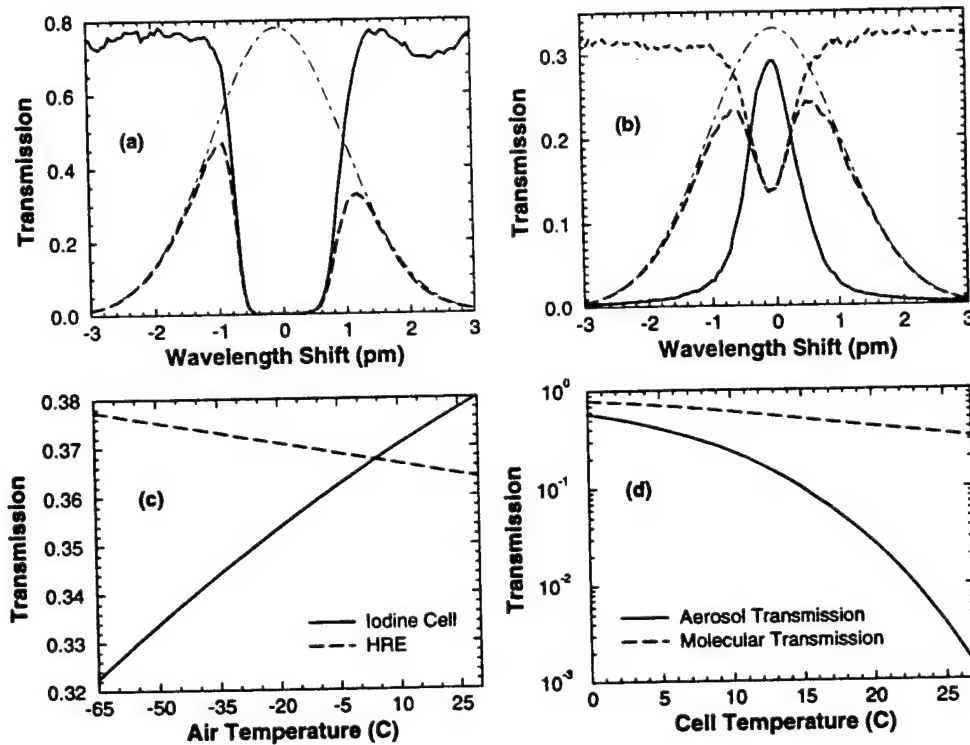 0.8
0.6
0.4
0.2
0.0
Transmission
(a)
-3 -2 -1 0 1 2 3
Wavelength Shift (pm)
0.3
0.2
0.1
0.0
Transmission
(b)
-3 -2 -1 0 1 2 3
Wavelength Shift (pm)
0.38
0.37
0.36
0.35
0.34
0.33
0.32
Transmission
(c)
Iodine Cell
HRE
-65 -50 -35 -20 -5 10 25
Air Temperature (C)
10^0
10^-1
10^-2
10^-3
Transmission
(d)
Aerosol Transmission
Molecular Transmission
0 5 10 15 20 25
Cell Temperature (C)